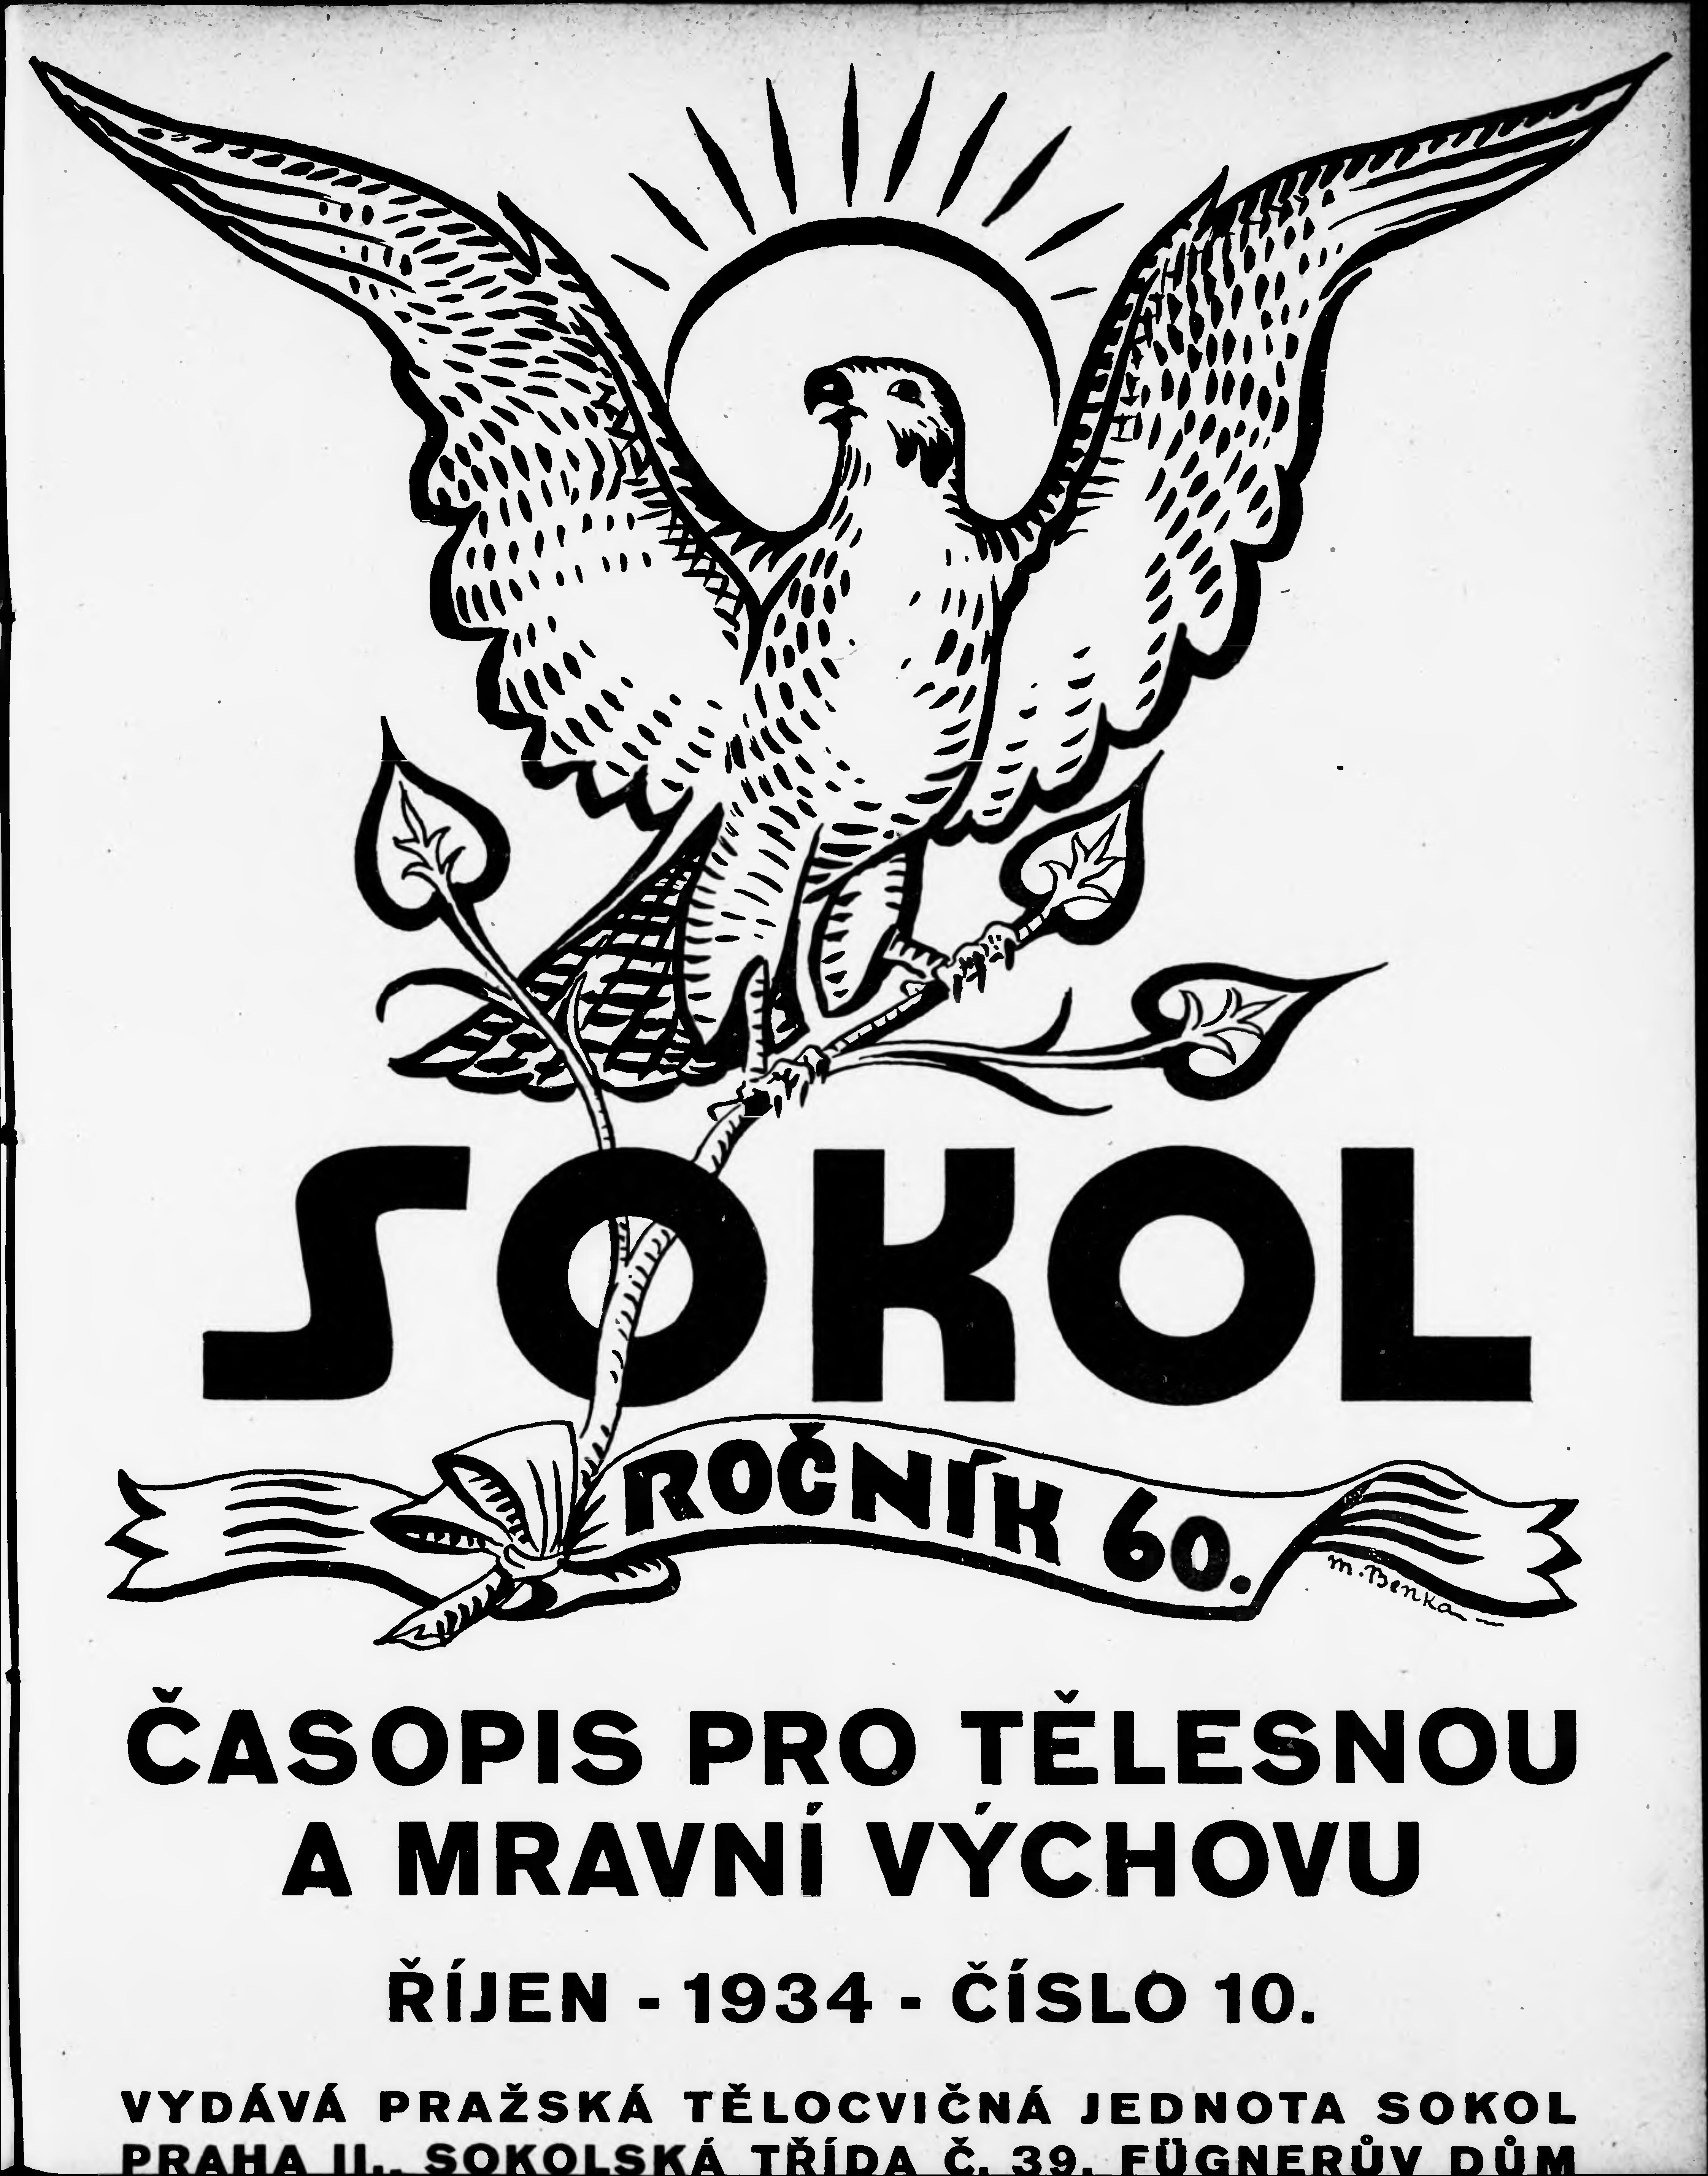 SOKOL
ROČNÍK 60.
M. Benka
ČASOPIS PRO TĚLESNOU
A MRAVNÍ VÝCHOVU
ŘÍJEN - 1934 - ČÍSLO 10.
VYDÁVÁ PRAŽSKÁ TĚLOCVIČNÁ JEDNOTA SOKOL
PRAHA II., SOKOLSKÁ TŘÍDA Č. 39. FÜGNERŮV DŮM